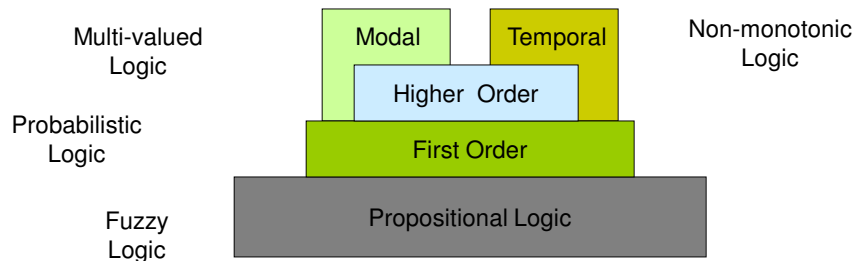 Multi-valued
Logic
Modal
Temporal
Non-monotonic
Logic
Higher Order
Probabilistic
Logic
First Order
Propositional Logic
Fuzzy
Logic